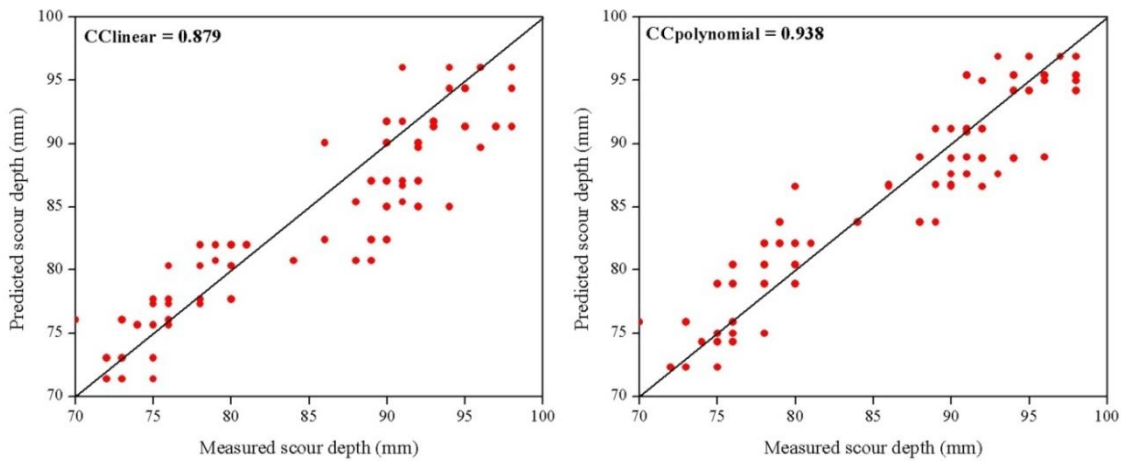 CClinear = 0.879
100
95
90
85
80
75
70
Predicted scour depth (mm)
70 75 80 85 90 95 100
Measured scour depth (mm)
CCpolynomial = 0.938
100
95
90
85
80
75
70
Predicted scour depth (mm)
70 75 80 85 90 95 100
Measured scour depth (mm)